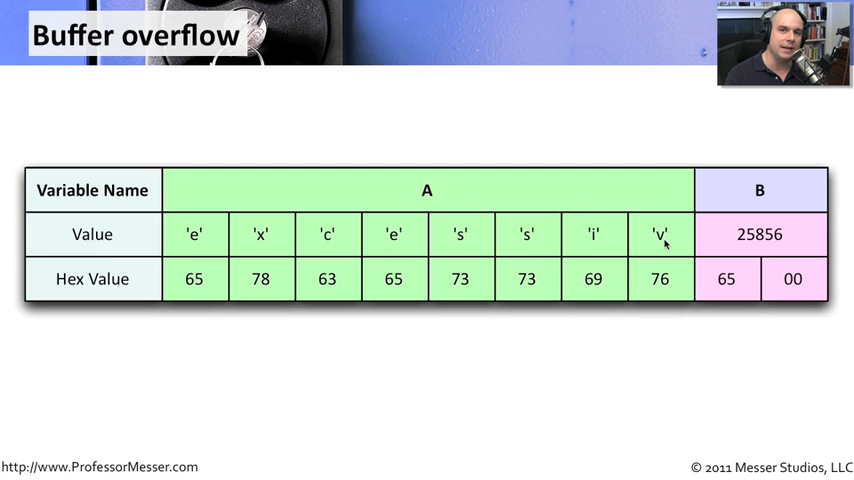 Buffer overflow
Variable Name A B
Value 'e' 'x' 'c' 'e' 's' 's' 'i' 'v' 25856
Hex Value 65 78 63 65 73 73 69 76 65 00
http://www.ProfessorMesser.com © 2011 Messer Studios, LLC